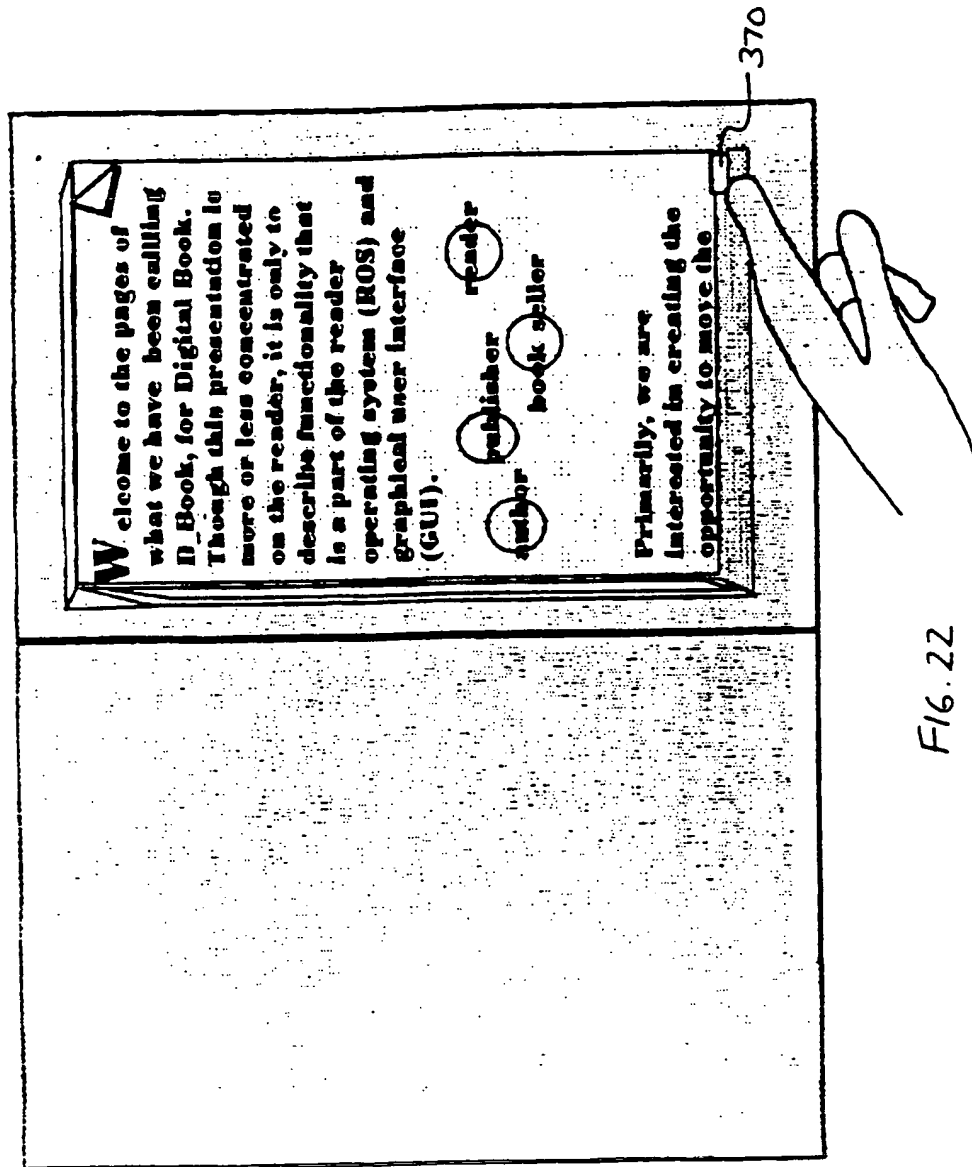 Welcome to the pages of
what we have been callling
D_Book, for Digital Book.
Though this presentation is
more or less concentrated
on the reader, it is only to
describe functionality that
is a part of the reader
operating system (ROS) and
graphical user interface
(GUI).
author publisher book seller reader
Primarily, we are
interested in creating the
opportunity to move the
370
FIG. 22